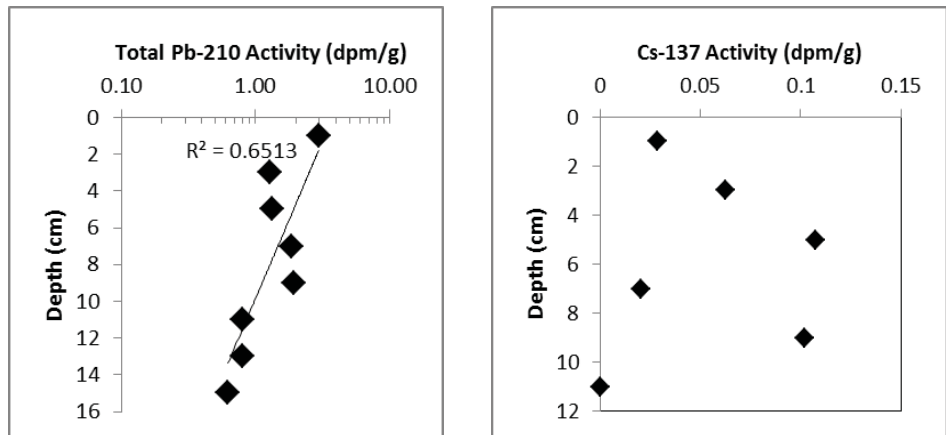 Total Pb-210 Activity (dpm/g)
0.10 1.00 10.00
0
R² = 0.6513
2
4
6
8
10
12
14
16
Depth (cm)
Cs-137 Activity (dpm/g)
0 0.05 0.1 0.15
0
2
4
6
8
10
12
Depth (cm)